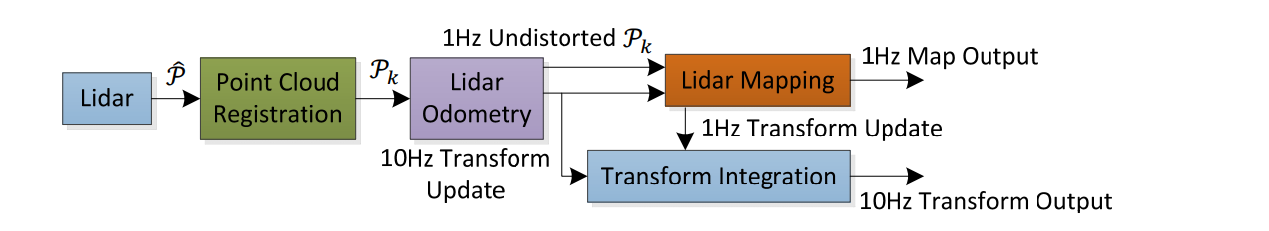 1Hz Undistorted 𝒫k
1Hz Map Output
Lidar
𝒫̂
Point Cloud
Registration
𝒫k
Lidar
Odometry
Lidar Mapping
10Hz Transform
Update
1Hz Transform Update
Transform Integration
10Hz Transform Output